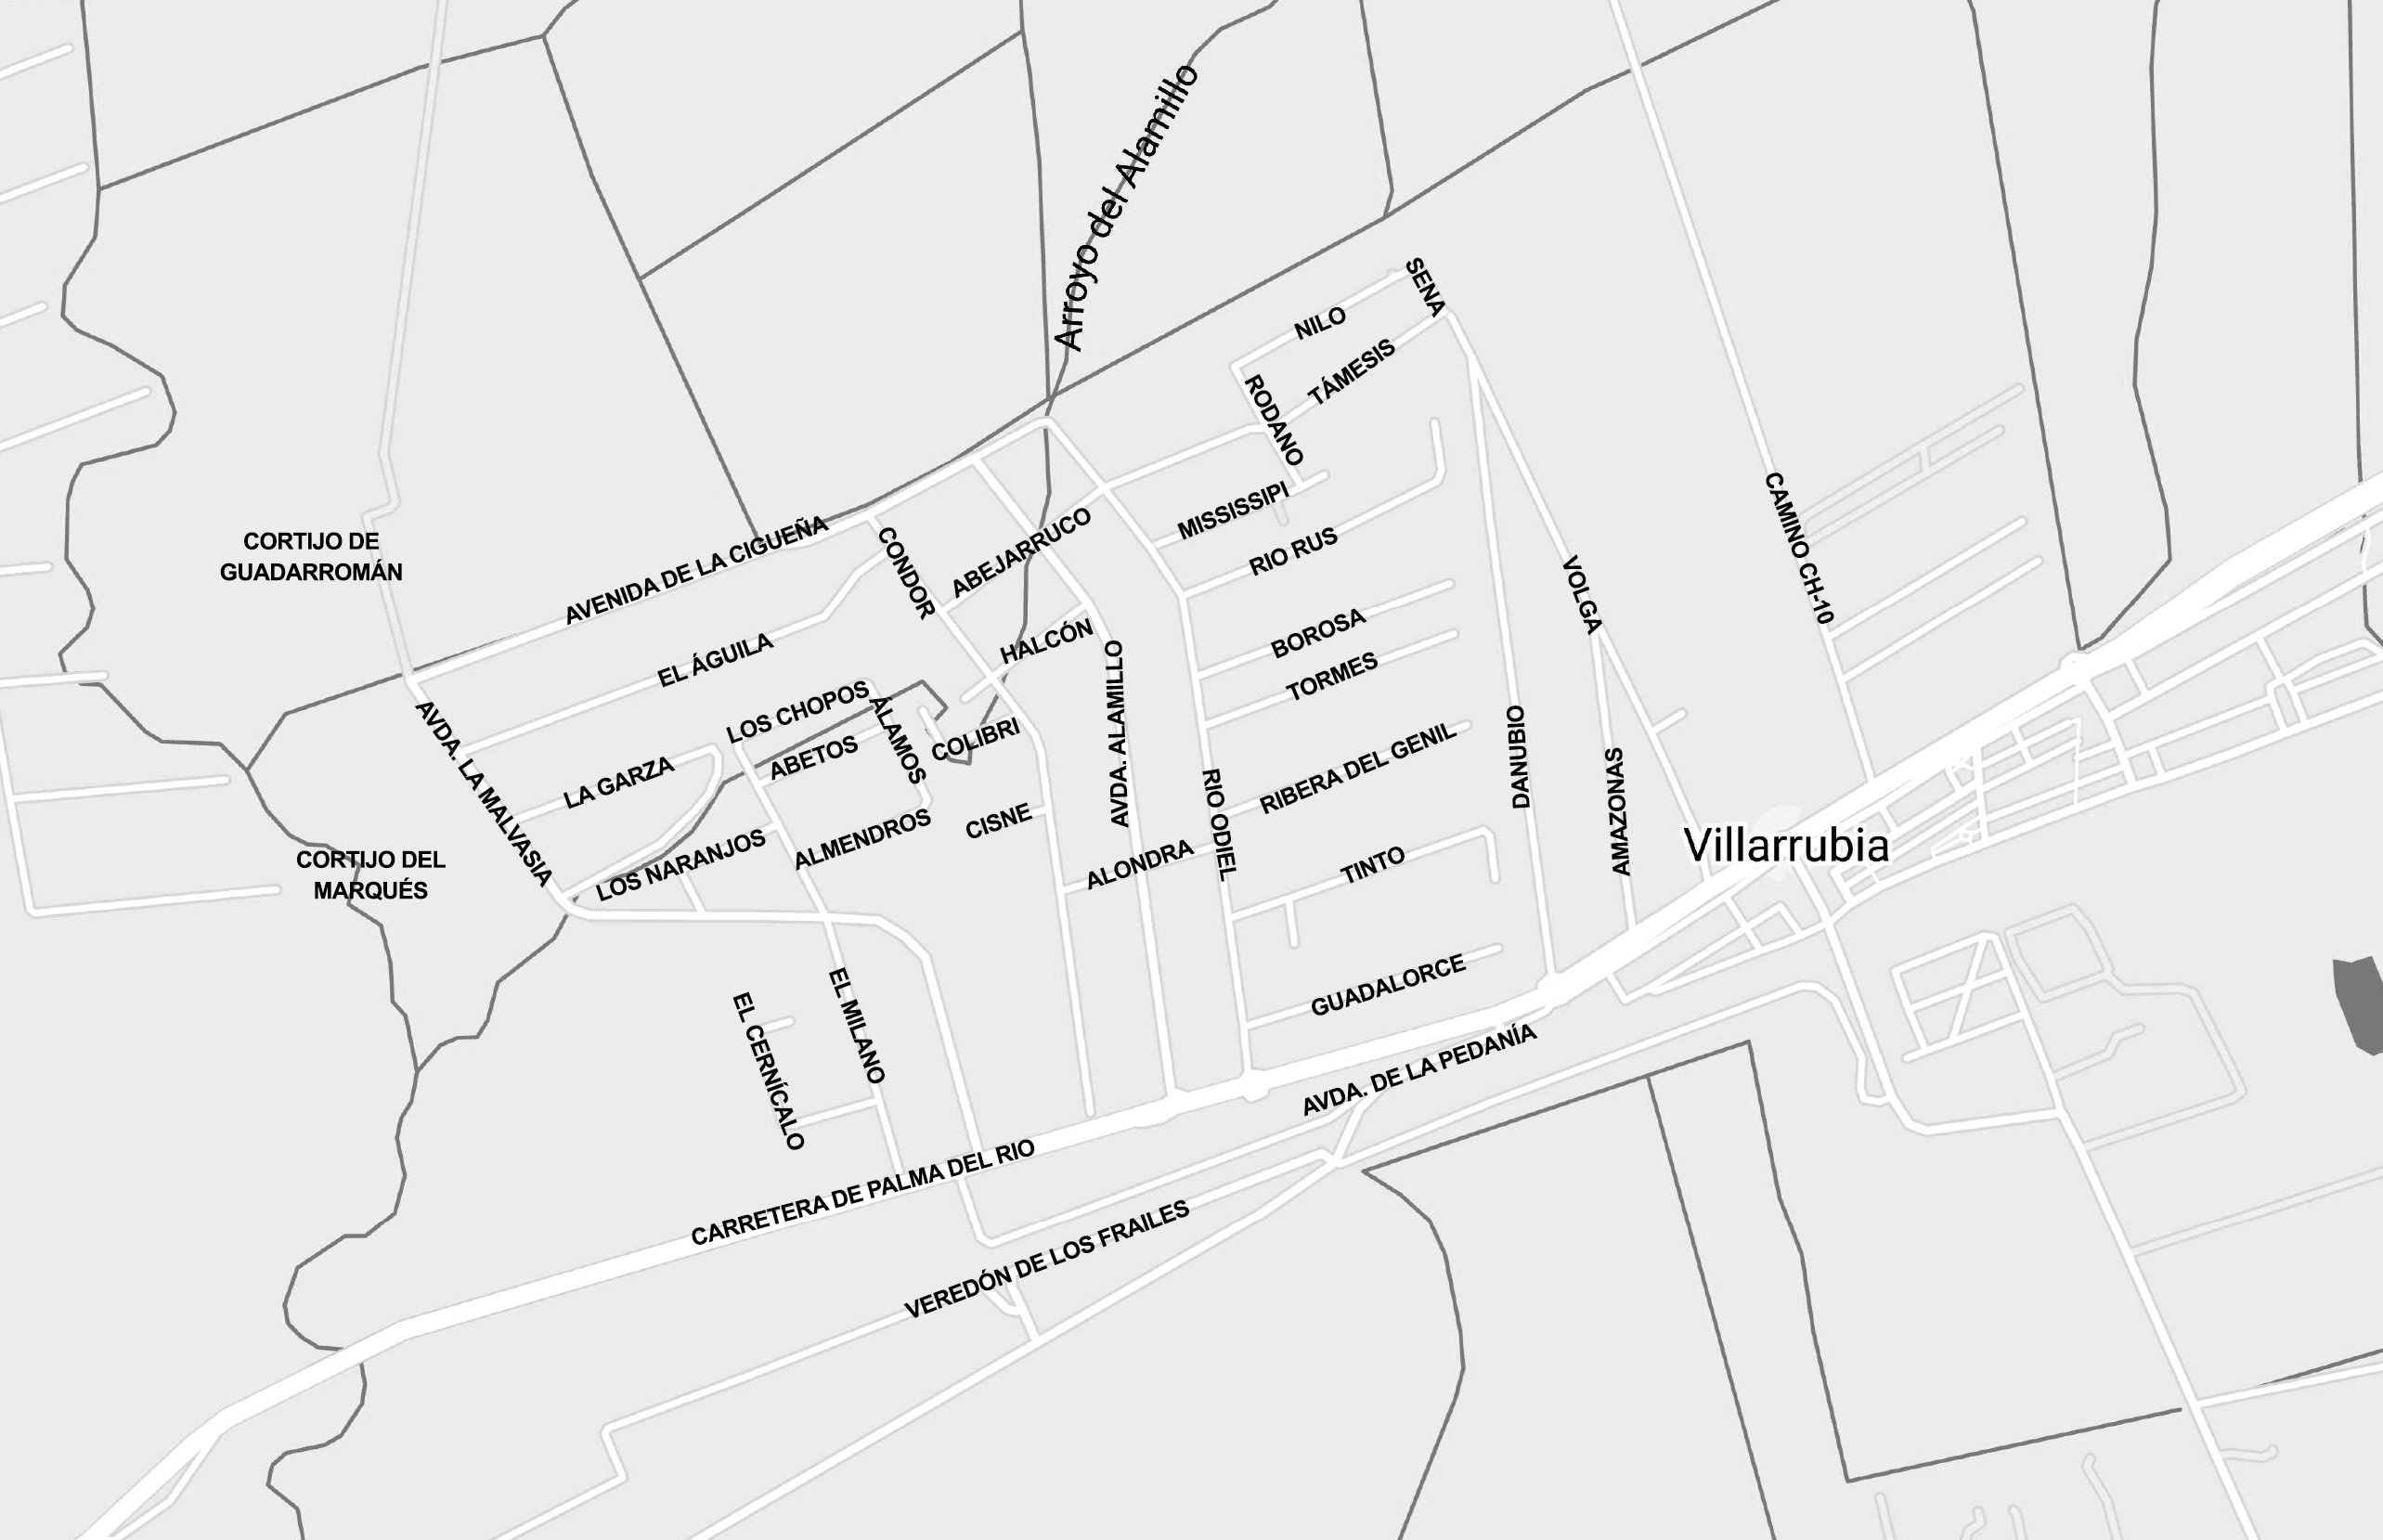 Arroyo del Alamillo
SENA
NILO
TÁMESIS
RODANO
CAMINO CH-10
MISSISSIPI
CORTIJO DE
GUADARROMÁN
AVENIDA DE LA CIGUEÑA
CONDOR
ABEJARRUCO
RIO RUS
VOLGA
EL ÁGUILA
HALCÓN
BOROSA
TORMES
AVDA. LA MALVASIA
LOS CHOPOS
ÁLAMOS
COLIBRI
AVDA. ALAMILLO
ABETOS
LA GARZA
RIO ODIEL
RIBERA DEL GENIL
DANUBIO
AMAZONAS
CISNE
ALMENDROS
LOS NARANJOS
CORTIJO DEL
MARQUÉS
ALONDRA
TINTO
Villarrubia
EL MILANO
EL CERNÍCALO
GUADALORCE
AVDA. DE LA PEDANÍA
CARRETERA DE PALMA DEL RIO
VEREDÓN DE LOS FRAILES